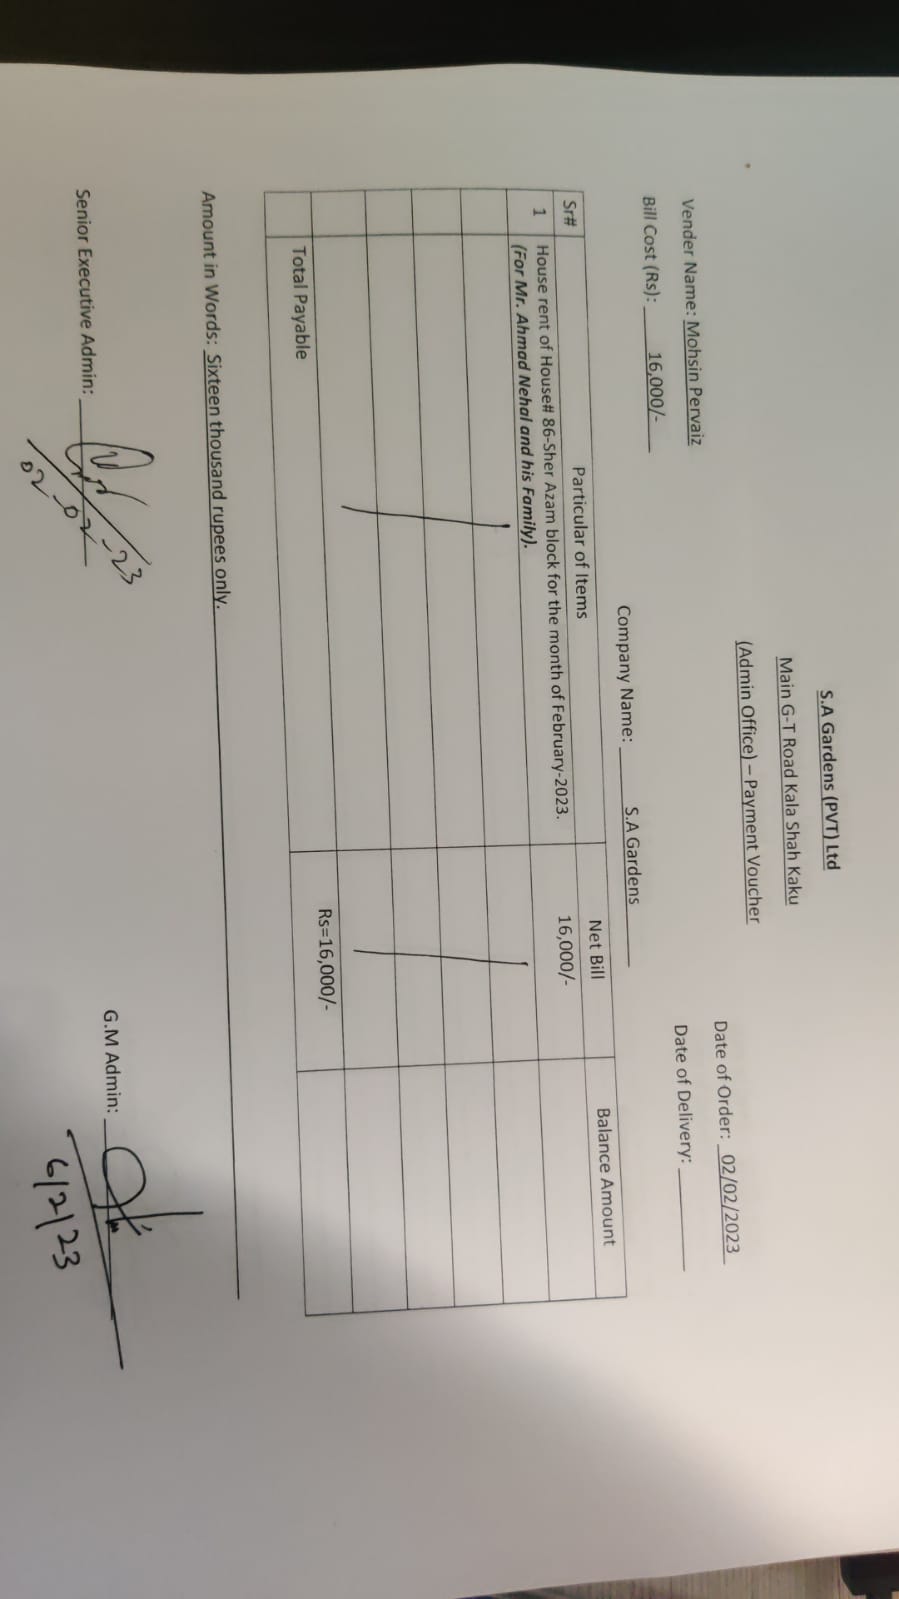 S.A Gardens (PVT) Ltd
Main G-T Road Kala Shah Kaku
(Admin Office) – Payment Voucher
Date of Order: 02/02/2023
Vender Name: Mohsin Pervaiz
Date of Delivery:
Bill Cost (Rs): 16,000/-
Company Name: S.A Gardens
Sr# Particular of Items Net Bill Balance Amount
1 House rent of House# 86-Sher Azam block for the month of February-2023. 16,000/-
(For Mr. Ahmad Nehal and his Family).
Total Payable Rs=16,000/-
Amount in Words: Sixteen thousand rupees only.
Senior Executive Admin:
02-02-23
G.M Admin:
6/2/23